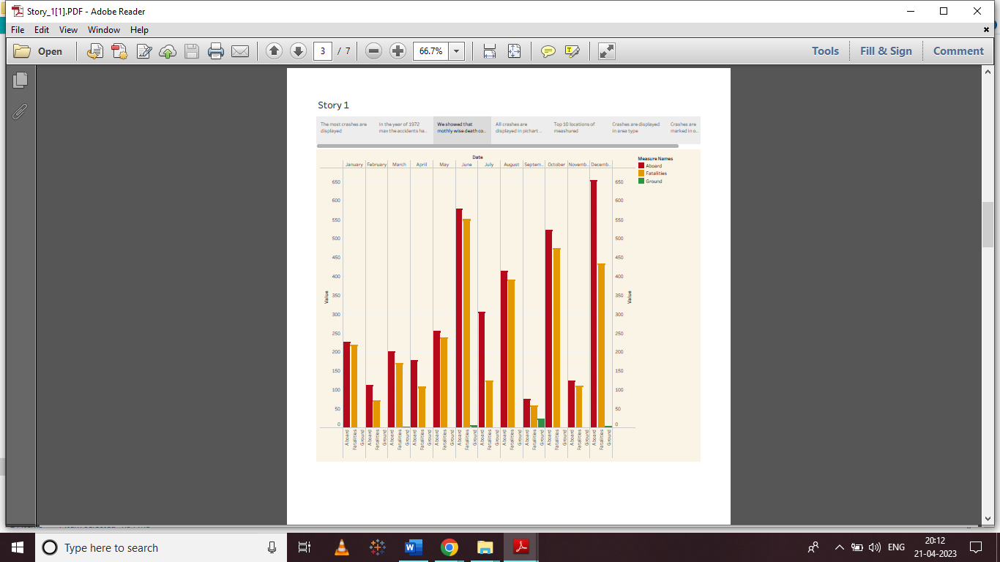 Story_1[1].PDF - Adobe Reader
File Edit View Window Help
Open 3 / 7 66.7% Tools Fill & Sign Comment
Story 1
The most crashes are
displayed
In the year of 1972
max the accidents ha..
We showed that
mothly wise death co..
All crashes are
displayed in pichart ..
Top 10 locations of
meashured
Crashes are displayed
in area type
Crashes are
marked in o..
Date
January February March April May June July August Septem.. October Novemb.. Decemb..
Measure Names
Aboard
Fatalities
Ground
650 650
600 600
550 550
500 500
450 450
400 400
350 350
Value Value
300 300
250 250
200 200
150 150
100 100
50 50
0 0
Aboard Fatalities Ground Aboard Fatalities Ground Aboard Fatalities Ground Aboard Fatalities Ground Aboard Fatalities Ground Aboard Fatalities Ground Aboard Fatalities Ground Aboard Fatalities Ground Aboard Fatalities Ground Aboard Fatalities Ground Aboard Fatalities Ground Aboard Fatalities Ground
Type here to search
ENG
20:12
21-04-2023